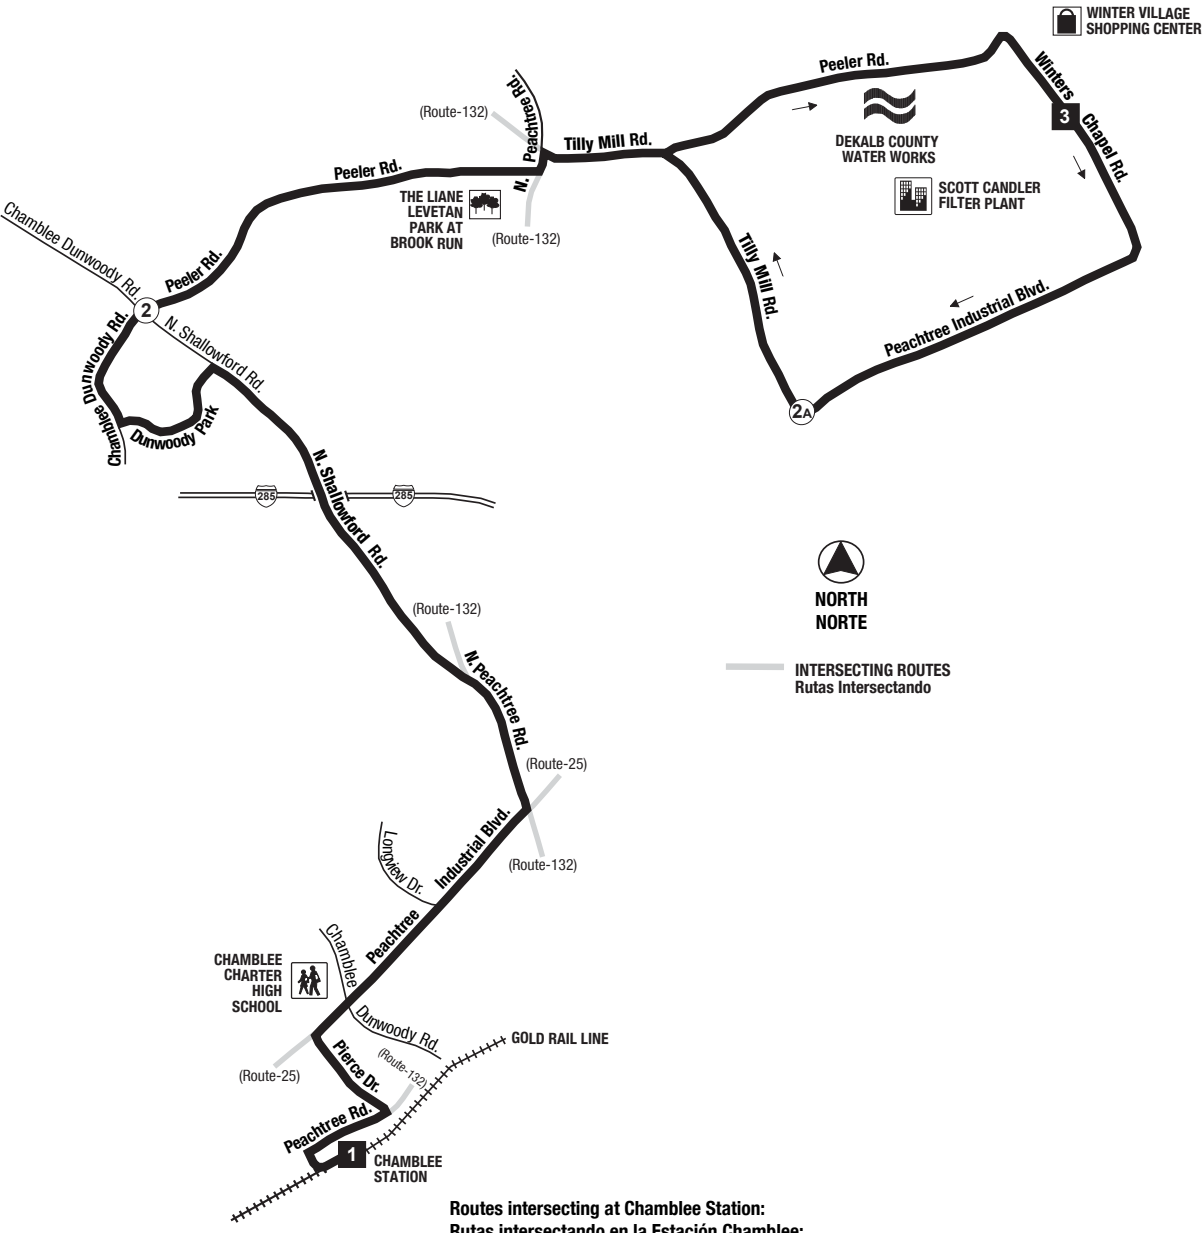 WINTER VILLAGE
SHOPPING CENTER
Peeler Rd.
Winters
3
Chapel Rd.
N. Peachtree Rd.
(Route-132)
Tilly Mill Rd.
DEKALB COUNTY
WATER WORKS
Peeler Rd.
SCOTT CANDLER
FILTER PLANT
THE LIANE
LEVETAN
PARK AT
BROOK RUN
(Route-132)
Chamblee Dunwoody Rd.
Peeler Rd.
Tilly Mill Rd.
Peachtree Industrial Blvd.
2
N. Shallowford Rd.
Chamblee Dunwoody Rd.
Dunwoody Park
2A
N. Shallowford Rd.
285
285
NORTH
NORTE
(Route-132)
N. Peachtree Rd.
INTERSECTING ROUTES
Rutas Intersectando
(Route-25)
Longview Dr.
Peachtree Industrial Blvd.
(Route-132)
CHAMBLEE
CHARTER
HIGH
SCHOOL
Chamblee Dunwoody Rd.
GOLD RAIL LINE
Pierce Dr.
(Route-132)
(Route-25)
Peachtree Rd.
1
CHAMBLEE
STATION
Routes intersecting at Chamblee Station:
Rutas intersectando en la Estación Chamblee: